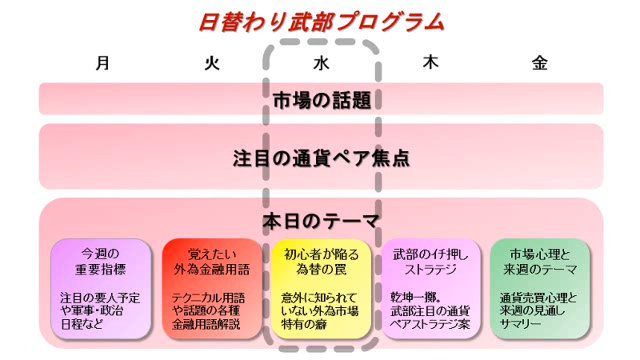 日替わり武部プログラム
月 火 水 木 金
市場の話題
注目の通貨ペア焦点
本日のテーマ
今週の
重要指標
注目の要人予定
や軍事・政治
日程など
覚えたい
外為金融用語
テクニカル用語
や話題の各種
金融用語解説
初心者が陥る
為替の罠
意外に知られて
いない外為市場
特有の癖
武部のイチ押し
ストラテジ
乾坤一擲。
武部注目の通貨
ペアストラテジ案
市場心理と
来週のテーマ
通貨売買心理と
来週の見通し
サマリー